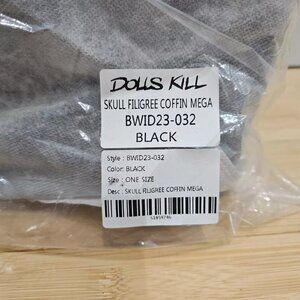 DOLLS KILL
SKULL FILIGREE COFFIN MEGA
BWID23-032
BLACK
Style : BWID23-032
Color: BLACK
Size : ONE SIZE
Desc : SKULL FILIGREE COFFIN MEGA